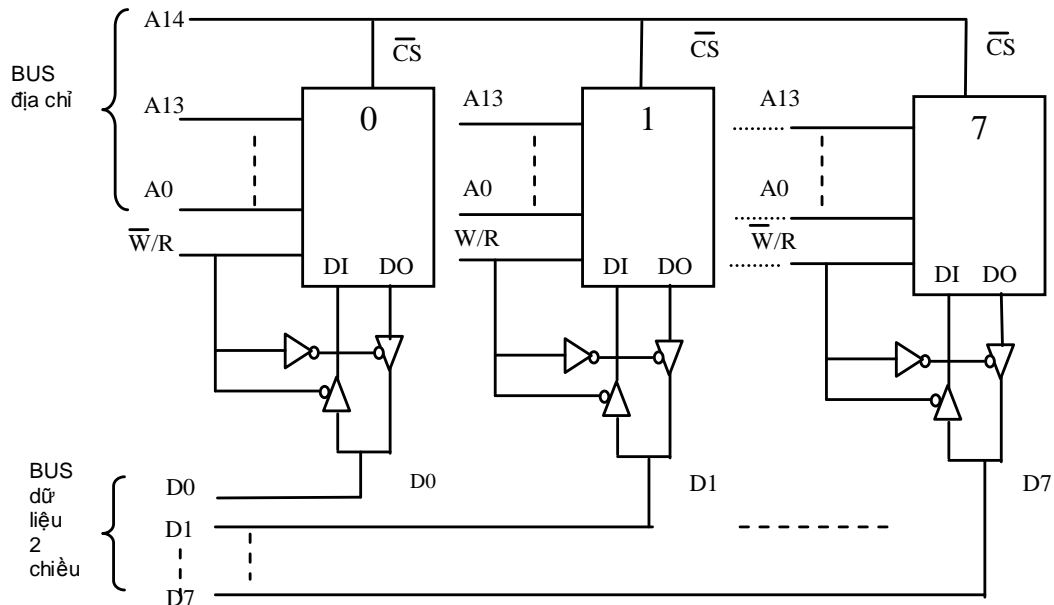 A14
CS
CS
CS
BUS
địa chỉ
A13
0
A13
1
A13
7
A0
A0
A0
W̅/R
W/R
W̅/R
DI DO
DI DO
DI DO
BUS
dữ
liệu
2
chiều
D0
D0
D1
D7
D1
D7